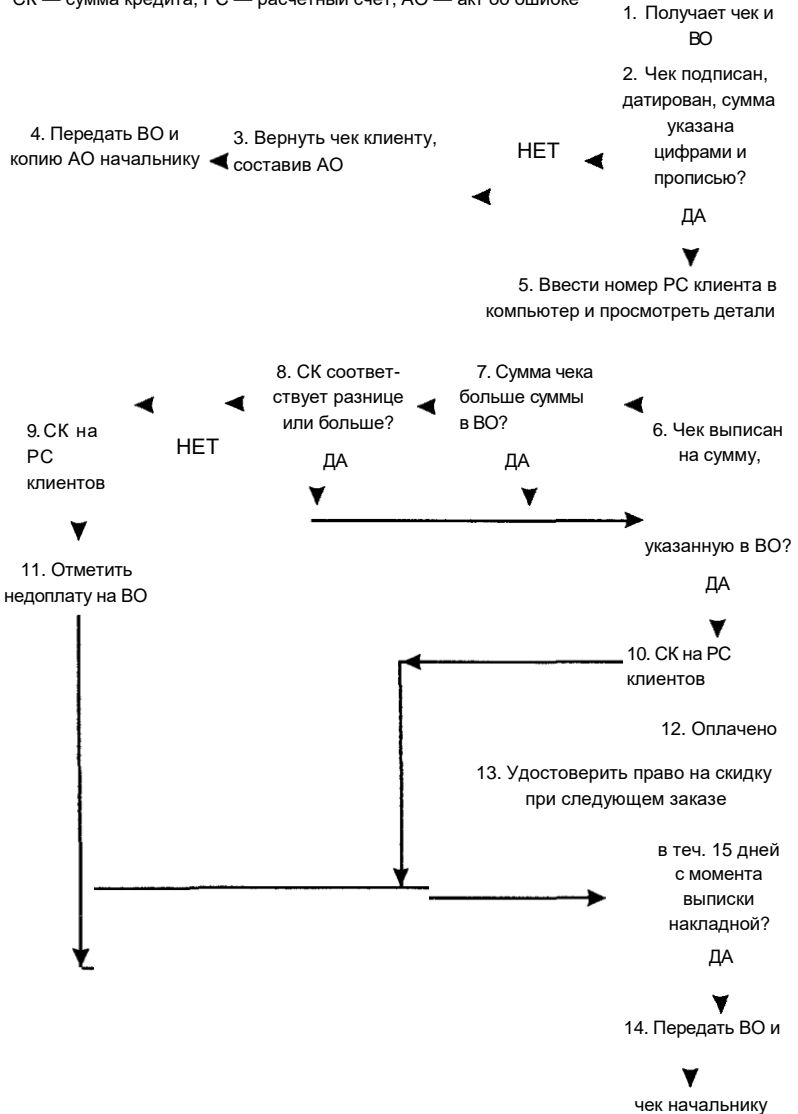 СК — сумма кредита; РС — расчетный счет; АО — акт об ошибке
1. Получает чек и
ВО
2. Чек подписан,
датирован, сумма
указана
цифрами и
прописью?
НЕТ
3. Вернуть чек клиенту,
составив АО
4. Передать ВО и
копию АО начальнику
ДА
5. Ввести номер РС клиента в
компьютер и просмотреть детали
6. Чек выписан
на сумму,
7. Сумма чека
больше суммы
в ВО?
ДА
8. СК соответ-
ствует разнице
или больше?
ДА
НЕТ
9. СК на
РС
клиентов
указанную в ВО?
ДА
11. Отметить
недоплату на ВО
10. СК на РС
клиентов
12. Оплачено
13. Удостоверить право на скидку
при следующем заказе
в теч. 15 дней
с момента
выписки
накладной?
ДА
14. Передать ВО и
чек начальнику